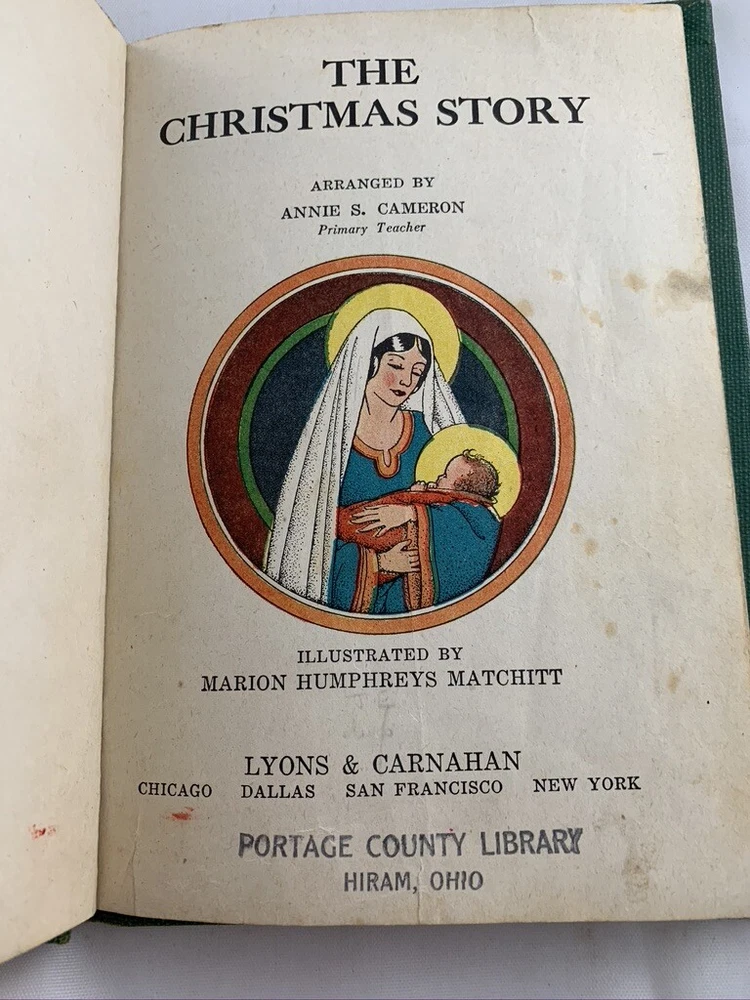 THE
CHRISTMAS STORY
ARRANGED BY
ANNIE S. CAMERON
Primary Teacher
ILLUSTRATED BY
MARION HUMPHREYS MATCHITT
LYONS & CARNAHAN
CHICAGO DALLAS SAN FRANCISCO NEW YORK
PORTAGE COUNTY LIBRARY
HIRAM, OHIO